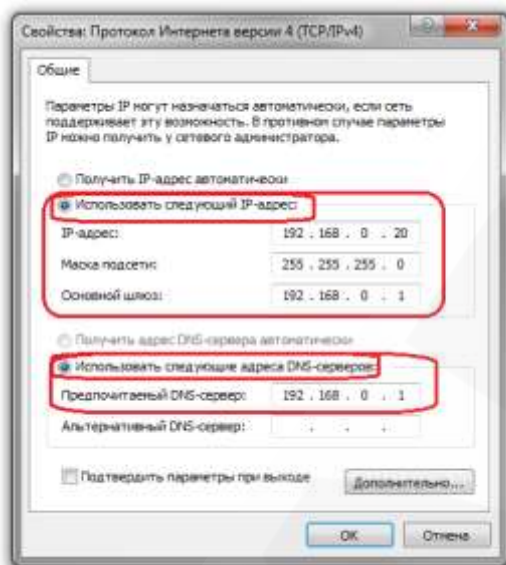 Свойства: Протокол Интернета версии 4 (TCP/IPv4)
Общие
Параметры IP могут назначаться автоматически, если сеть
поддерживает эту возможность. В противном случае параметры
IP можно получить у сетевого администратора.
Получить IP-адрес автоматически
Использовать следующий IP-адрес:
IP-адрес: 192 . 168 . 0 . 20
Маска подсети: 255 . 255 . 255 . 0
Основной шлюз: 192 . 168 . 0 . 1
Получить адрес DNS-сервера автоматически
Использовать следующие адреса DNS-серверов:
Предпочитаемый DNS-сервер: 192 . 168 . 0 . 1
Альтернативный DNS-сервер: . . .
Подтвердить параметры при выходе
Дополнительно...
ОК Отмена